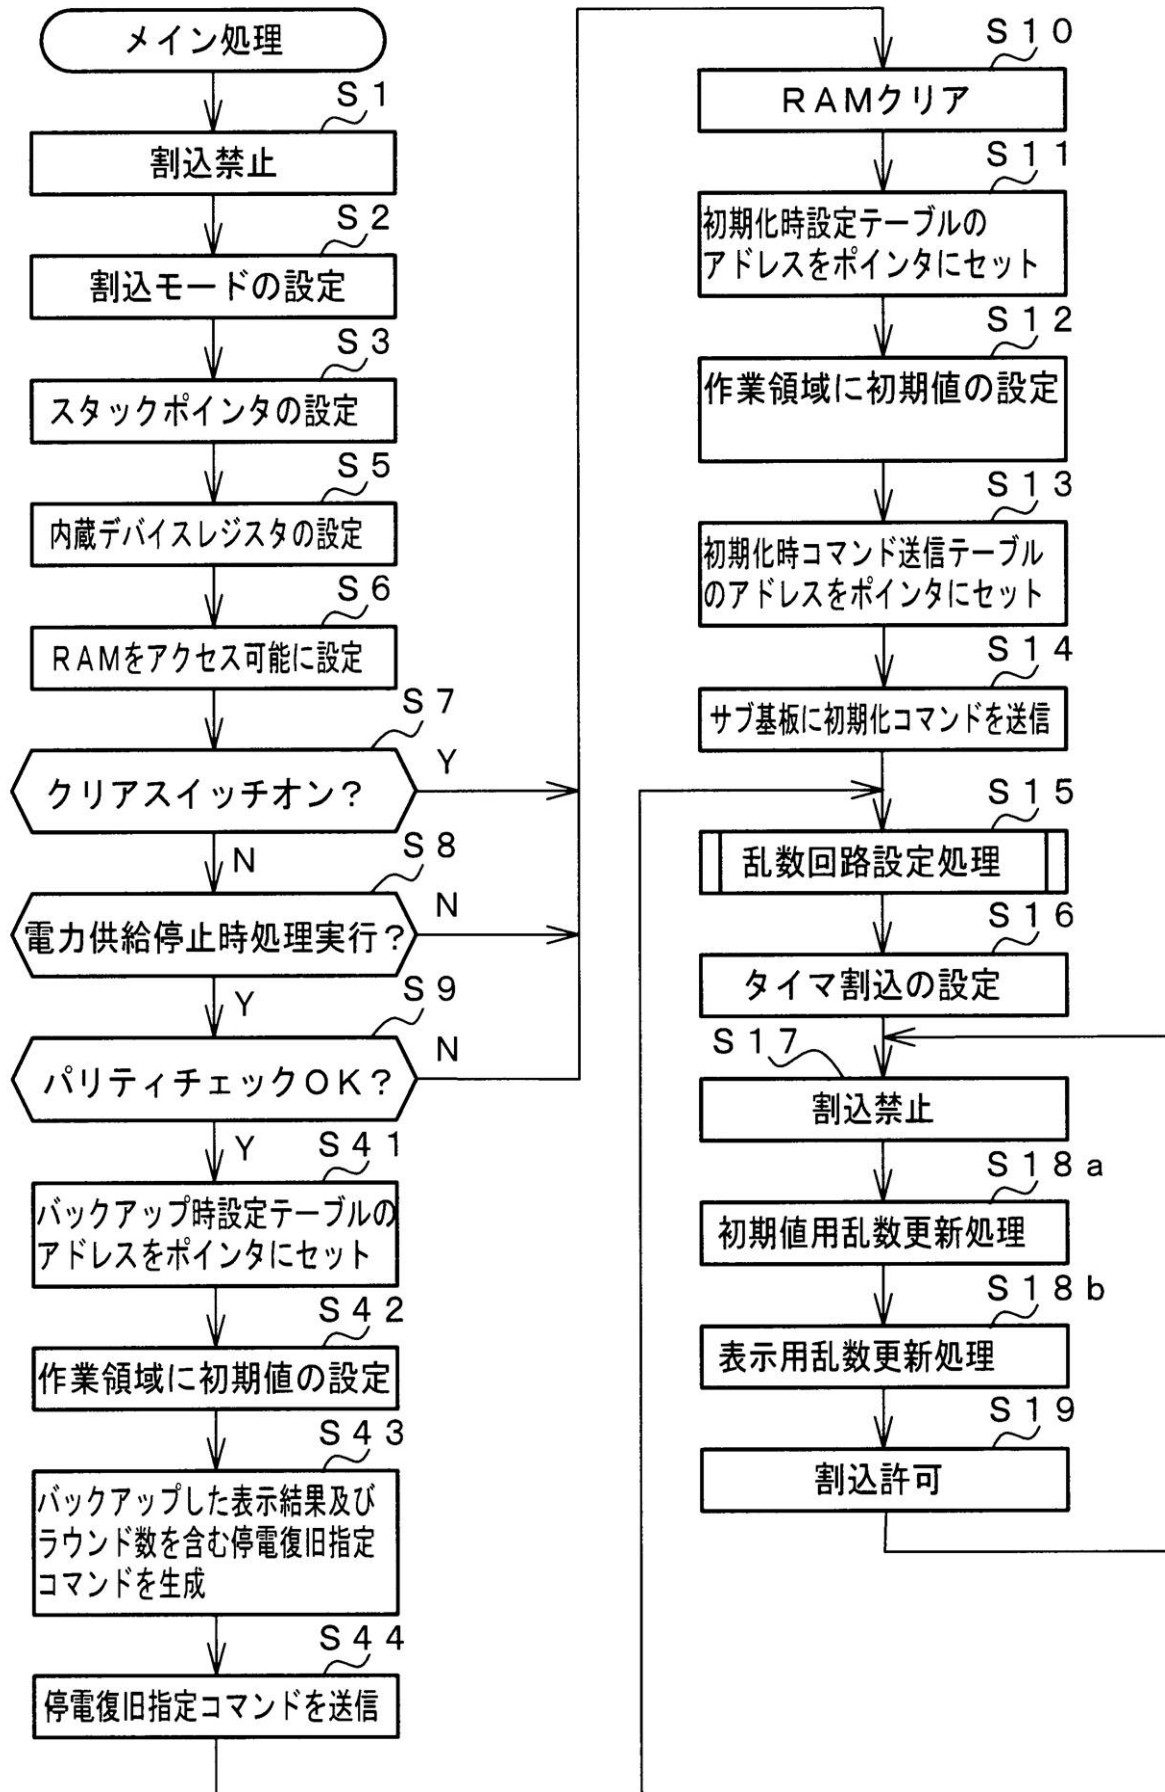 メイン処理
S1
割込禁止
S2
割込モードの設定
S3
スタックポインタの設定
S5
内蔵デバイスレジスタの設定
S6
RAMをアクセス可能に設定
S7
クリアスイッチオン？
Y
N
S8
電力供給停止時処理実行？
N
Y
S9
パリティチェックOK？
N
Y
S41
バックアップ時設定テーブルの
アドレスをポインタにセット
S42
作業領域に初期値の設定
S43
バックアップした表示結果及び
ラウンド数を含む停電復旧指定
コマンドを生成
S44
停電復旧指定コマンドを送信
S10
RAMクリア
S11
初期化時設定テーブルの
アドレスをポインタにセット
S12
作業領域に初期値の設定
S13
初期化時コマンド送信テーブル
のアドレスをポインタにセット
S14
サブ基板に初期化コマンドを送信
S15
乱数回路設定処理
S16
タイマ割込の設定
S17
割込禁止
S18a
初期値用乱数更新処理
S18b
表示用乱数更新処理
S19
割込許可